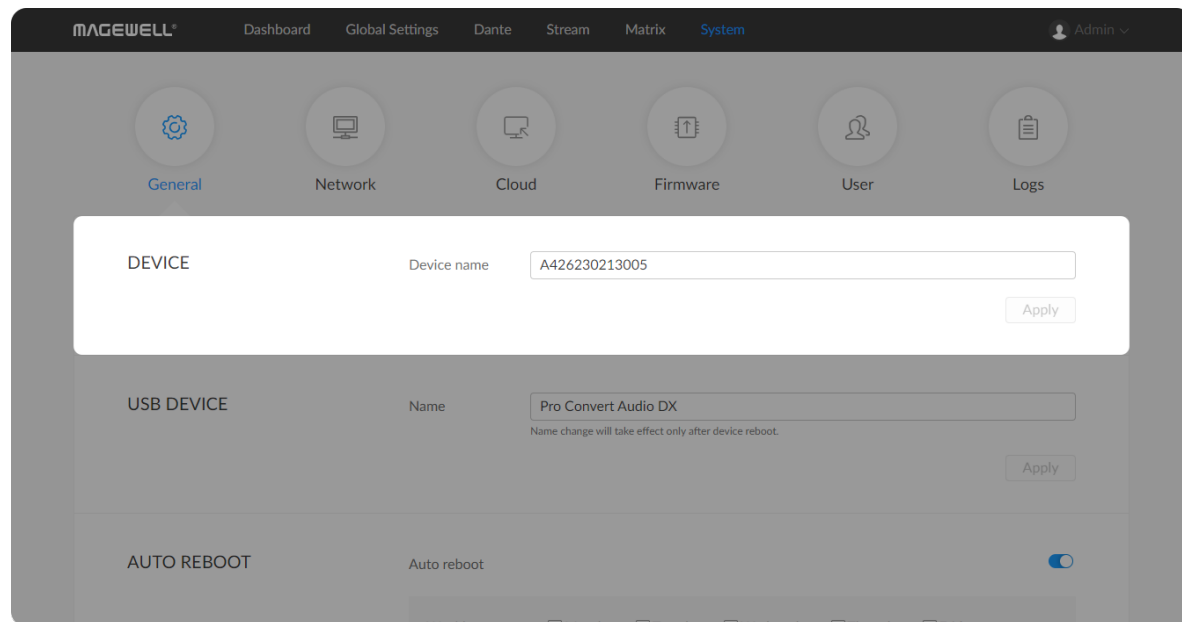 MAGEWELL® Dashboard Global Settings Dante Stream Matrix System Admin
General Network Cloud Firmware User Logs
DEVICE Device name A426230213005
Apply
USB DEVICE Name Pro Convert Audio DX
Name change will take effect only after device reboot.
Apply
AUTO REBOOT Auto reboot